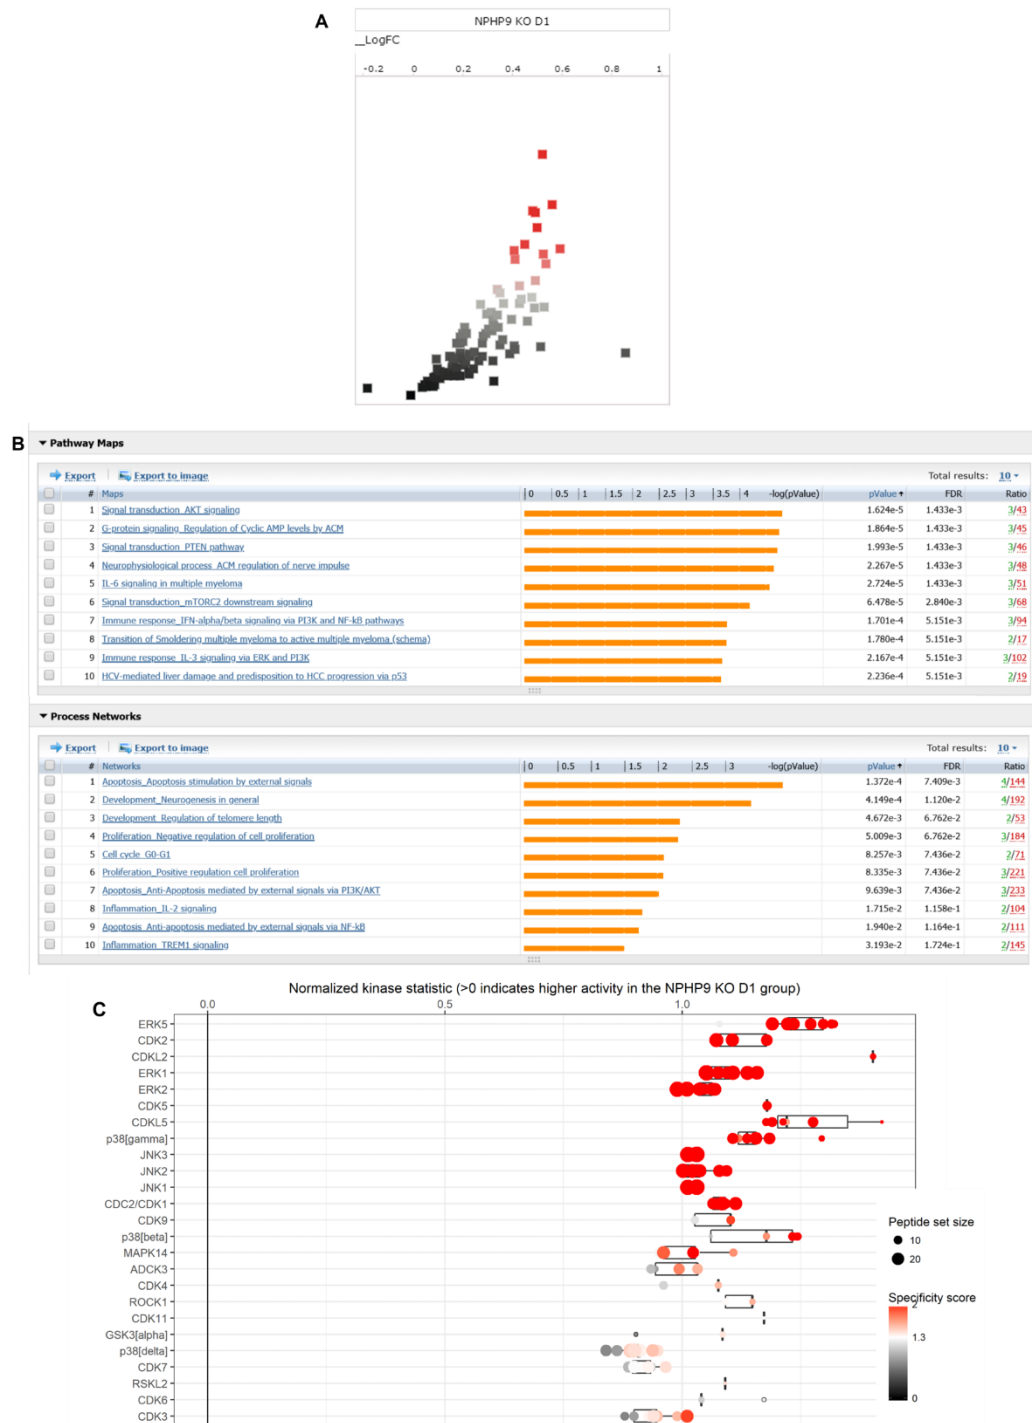 A
NPHP9 KO D1
__LogFC
-0.2 0 0.2 0.4 0.6 0.8 1
B
Pathway Maps
Export Export to image Total results: 10
# Maps 0 0.5 1 1.5 2 2.5 3 3.5 4 -log(pValue) pValue FDR Ratio
1 Signal transduction_AKT signaling 1.624e-5 1.433e-3 3/43
2 G-protein signaling_Regulation of Cyclic AMP levels by ACM 1.864e-5 1.433e-3 3/45
3 Signal transduction_PTEN pathway 1.993e-5 1.433e-3 3/46
4 Neurophysiological process_ACM regulation of nerve impulse 2.267e-5 1.433e-3 3/48
5 IL-6 signaling in multiple myeloma 2.724e-5 1.433e-3 3/51
6 Signal transduction_mTORC2 downstream signaling 6.478e-5 2.840e-3 3/68
7 Immune response_IFN-alpha/beta signaling via PI3K and NF-kB pathways 1.701e-4 5.151e-3 3/94
8 Transition of Smoldering multiple myeloma to active multiple myeloma (schema) 1.780e-4 5.151e-3 2/17
9 Immune response_IL-3 signaling via ERK and PI3K 2.167e-4 5.151e-3 3/102
10 HCV-mediated liver damage and predisposition to HCC progression via p53 2.236e-4 5.151e-3 2/19
Process Networks
Export Export to image Total results: 10
# Networks 0 0.5 1 1.5 2 2.5 3 -log(pValue) pValue FDR Ratio
1 Apoptosis_Apoptosis stimulation by external signals 1.372e-4 7.409e-3 4/144
2 Development_Neurogenesis in general 4.149e-4 1.120e-2 4/192
3 Development_Regulation of telomere length 4.672e-3 6.762e-2 2/53
4 Proliferation_Negative regulation of cell proliferation 5.009e-3 6.762e-2 3/184
5 Cell cycle_G0-G1 8.257e-3 7.436e-2 2/71
6 Proliferation_Positive regulation cell proliferation 8.335e-3 7.436e-2 3/221
7 Apoptosis_Anti-Apoptosis mediated by external signals via PI3K/AKT 9.639e-3 7.436e-2 3/233
8 Inflammation_IL-2 signaling 1.715e-2 1.158e-1 2/104
9 Apoptosis_Anti-apoptosis mediated by external signals via NF-kB 1.940e-2 1.164e-1 2/111
10 Inflammation_TREM1 signaling 3.193e-2 1.724e-1 2/145
C
Normalized kinase statistic (>0 indicates higher activity in the NPHP9 KO D1 group)
0.0 0.5 1.0
ERK5
CDK2
CDKL2
ERK1
ERK2
CDK5
CDKL5
p38[gamma]
JNK3
JNK2
JNK1
CDC2/CDK1
CDK9
p38[beta]
MAPK14
ADCK3
CDK4
ROCK1
CDK11
GSK3[alpha]
p38[delta]
CDK7
RSKL2
CDK6
CDK3
Peptide set size
10
20
Specificity score
2
1.3
0